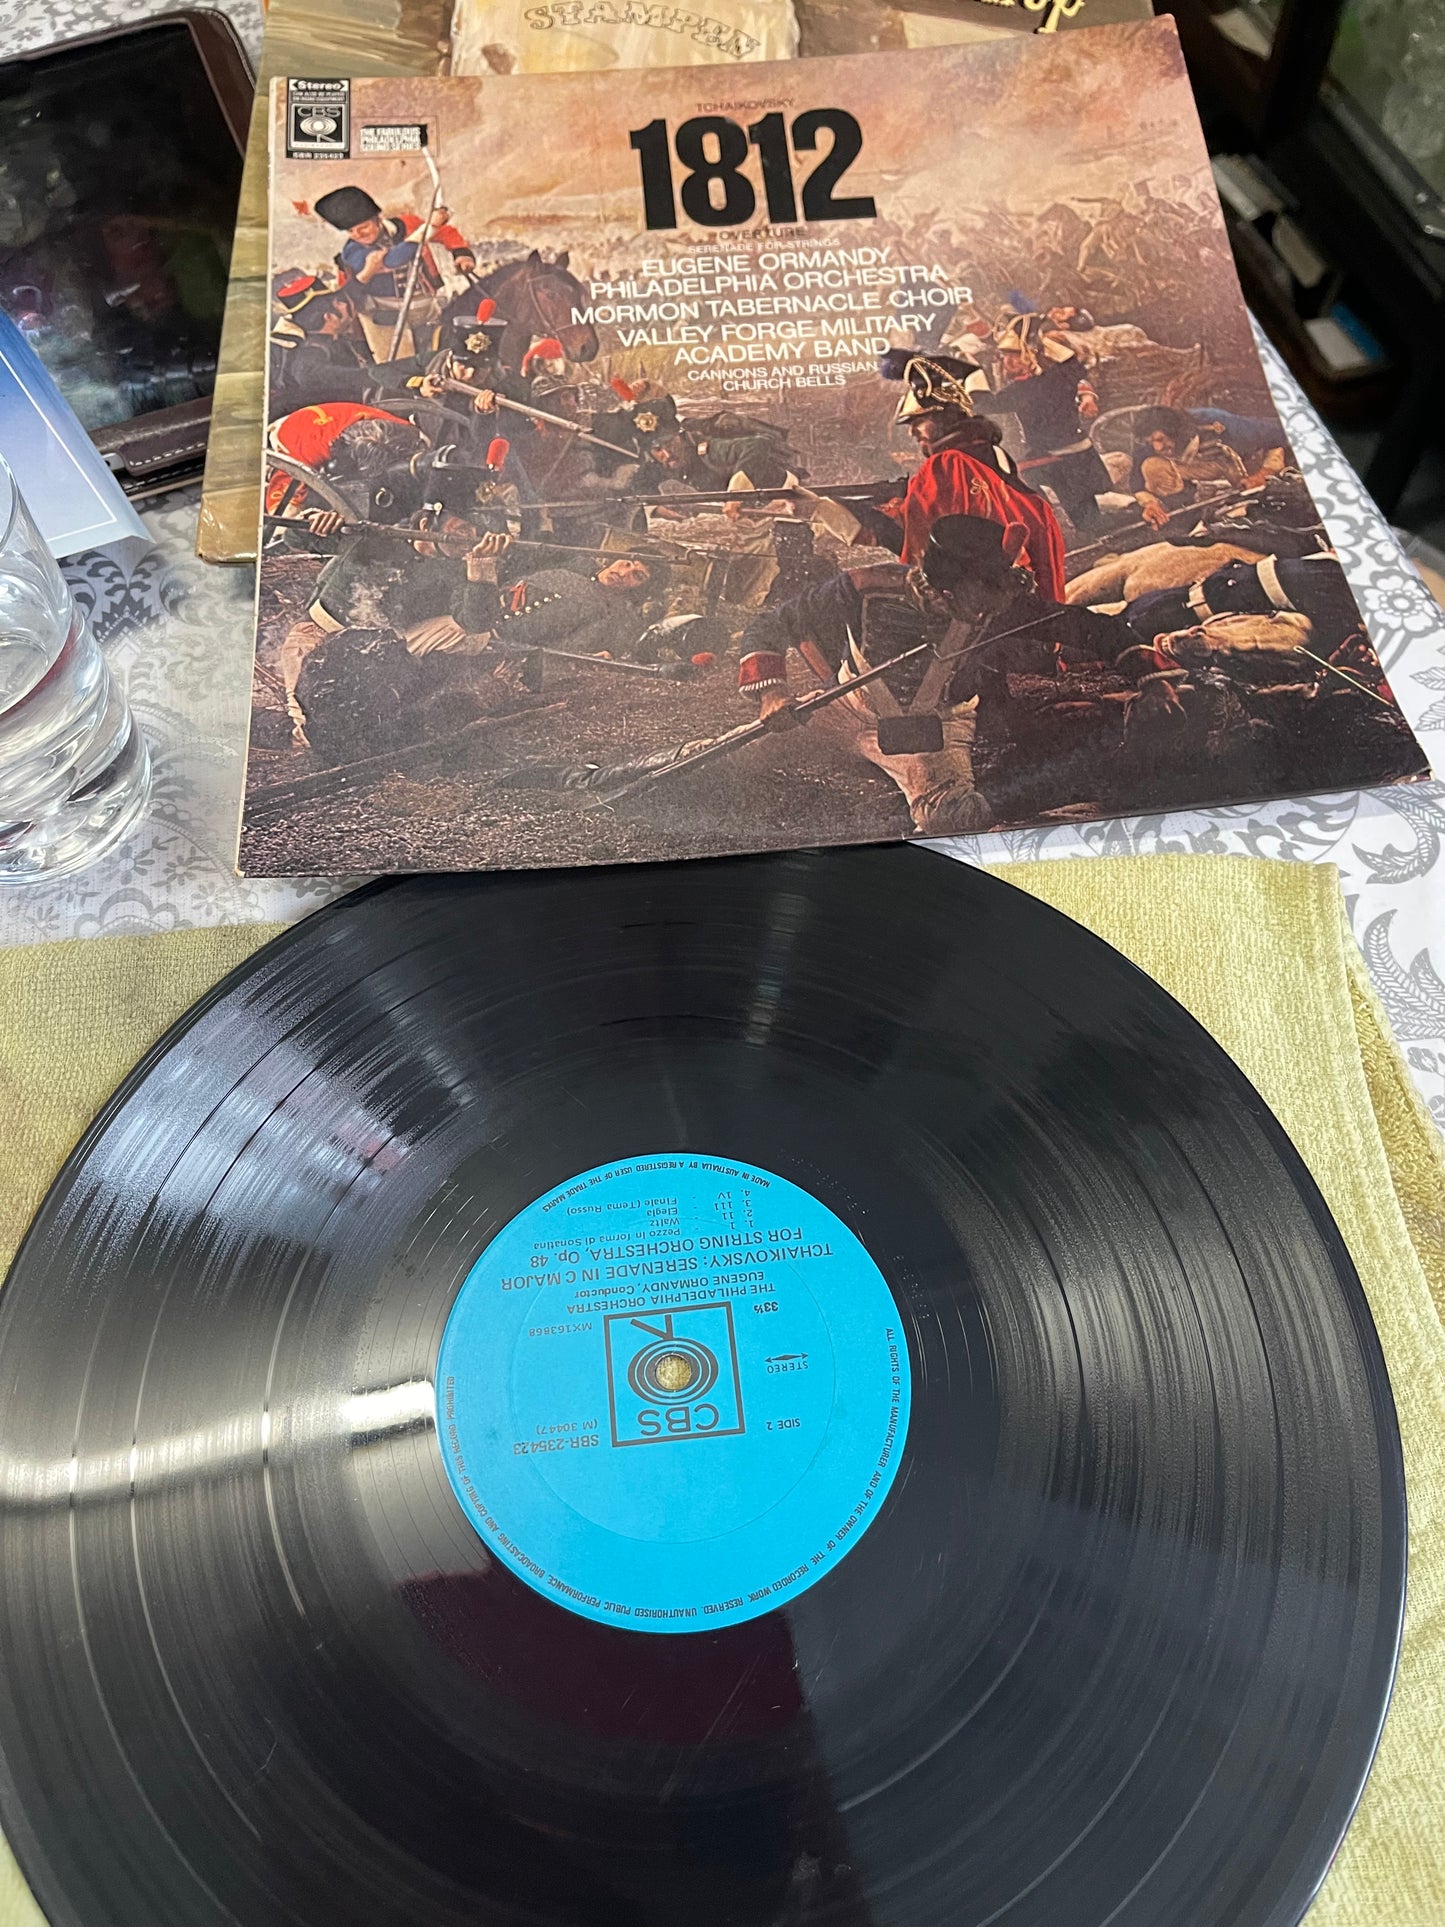 STAMPEN
Stereo
CBS
SBR 235423
THE FABULOUS
PHILADELPHIA
SOUND SERIES
TCHAIKOVSKY
1812
OVERTURE
SERENADE FOR STRINGS
EUGENE ORMANDY
PHILADELPHIA ORCHESTRA
MORMON TABERNACLE CHOIR
VALLEY FORGE MILITARY
ACADEMY BAND
CANNONS AND RUSSIAN
CHURCH BELLS
CBS
SIDE 2
SBR-235423
(M 30447)
STEREO
33⅓
MX163868
THE PHILADELPHIA ORCHESTRA
EUGENE ORMANDY, Conductor
TCHAIKOVSKY: SERENADE IN C MAJOR
FOR STRING ORCHESTRA, Op. 48
1. 1 - Pezzo in forma di Sonatina
2. 11 - Waltz
3. 111 - Elegia
4. 1V - Finale (Tema Russo)
ALL RIGHTS OF THE MANUFACTURER AND OF THE OWNER OF THE RECORDED WORK RESERVED. UNAUTHORISED PUBLIC PERFORMANCE, BROADCASTING AND COPYING OF THIS RECORD PROHIBITED
MADE IN AUSTRALIA BY A REGISTERED USER OF THE TRADE MARKS